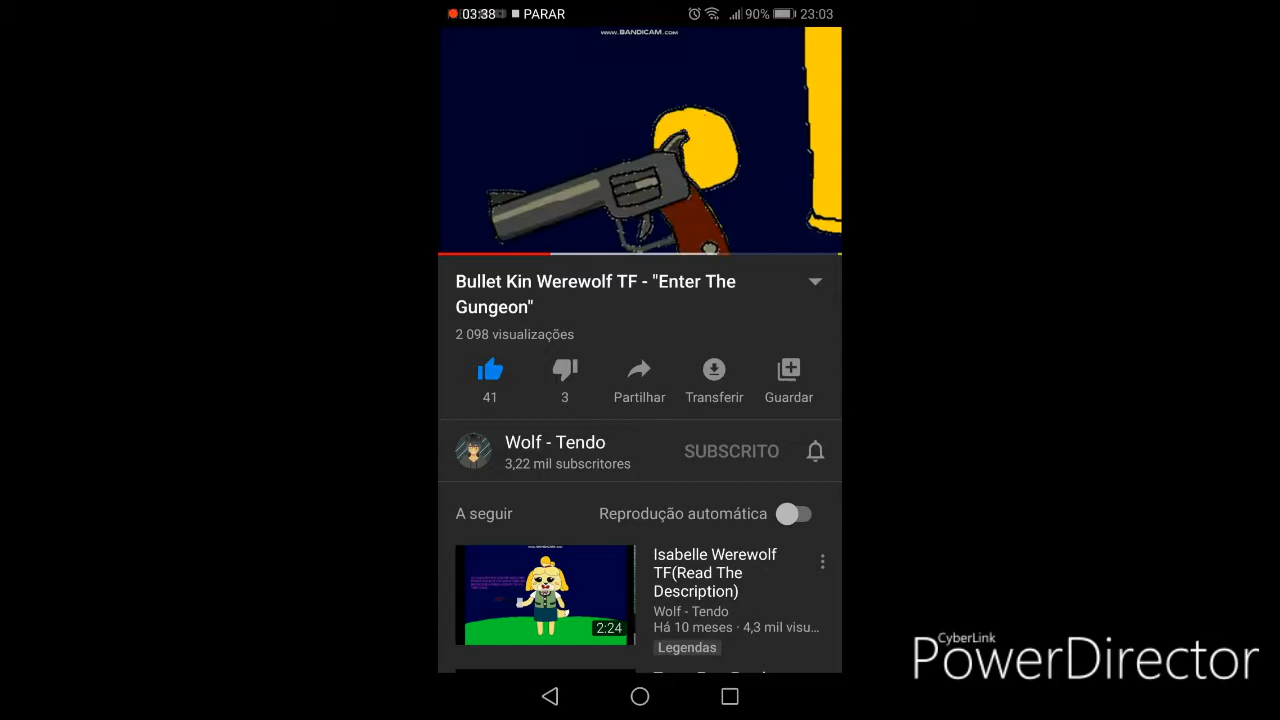 03:38 PARAR 90% 23:03
www.BANDICAM.com
Bullet Kin Werewolf TF - "Enter The
Gungeon"
2 098 visualizações
41 3 Partilhar Transferir Guardar
Wolf - Tendo
3,22 mil subscritores
SUBSCRITO
A seguir
Reprodução automática
Isabelle Werewolf
TF(Read The
Description)
Wolf - Tendo
Há 10 meses · 4,3 mil visu...
Legendas
2:24
CyberLink
PowerDirector